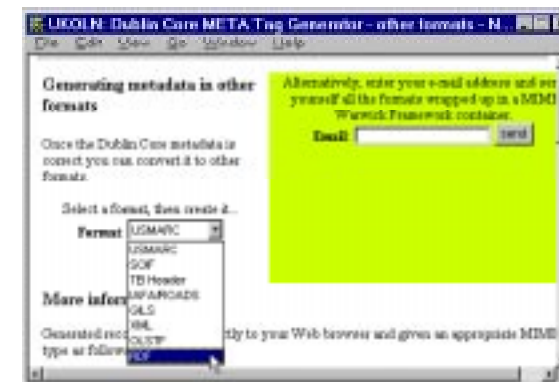 UKOLN: Dublin Core META Tag Generator - other formats - N...
File Edit View Go Window Help
Generating metadata in other
formats
Once the Dublin Core metadata is
correct you can convert it to other
formats.
Select a format, then create it...
Format USMARC
USMARC
SOIF
TEI Header
IAFA/ROADS
GILS
XML
OLSTF
RDF
Alternatively, enter your e-mail address and
yourself all the formats wrapped up in a MIME
Warwick Framework container.
Email send
More infor
Generated reco tly to your Web browser and given an appropriate MIME
type as follow